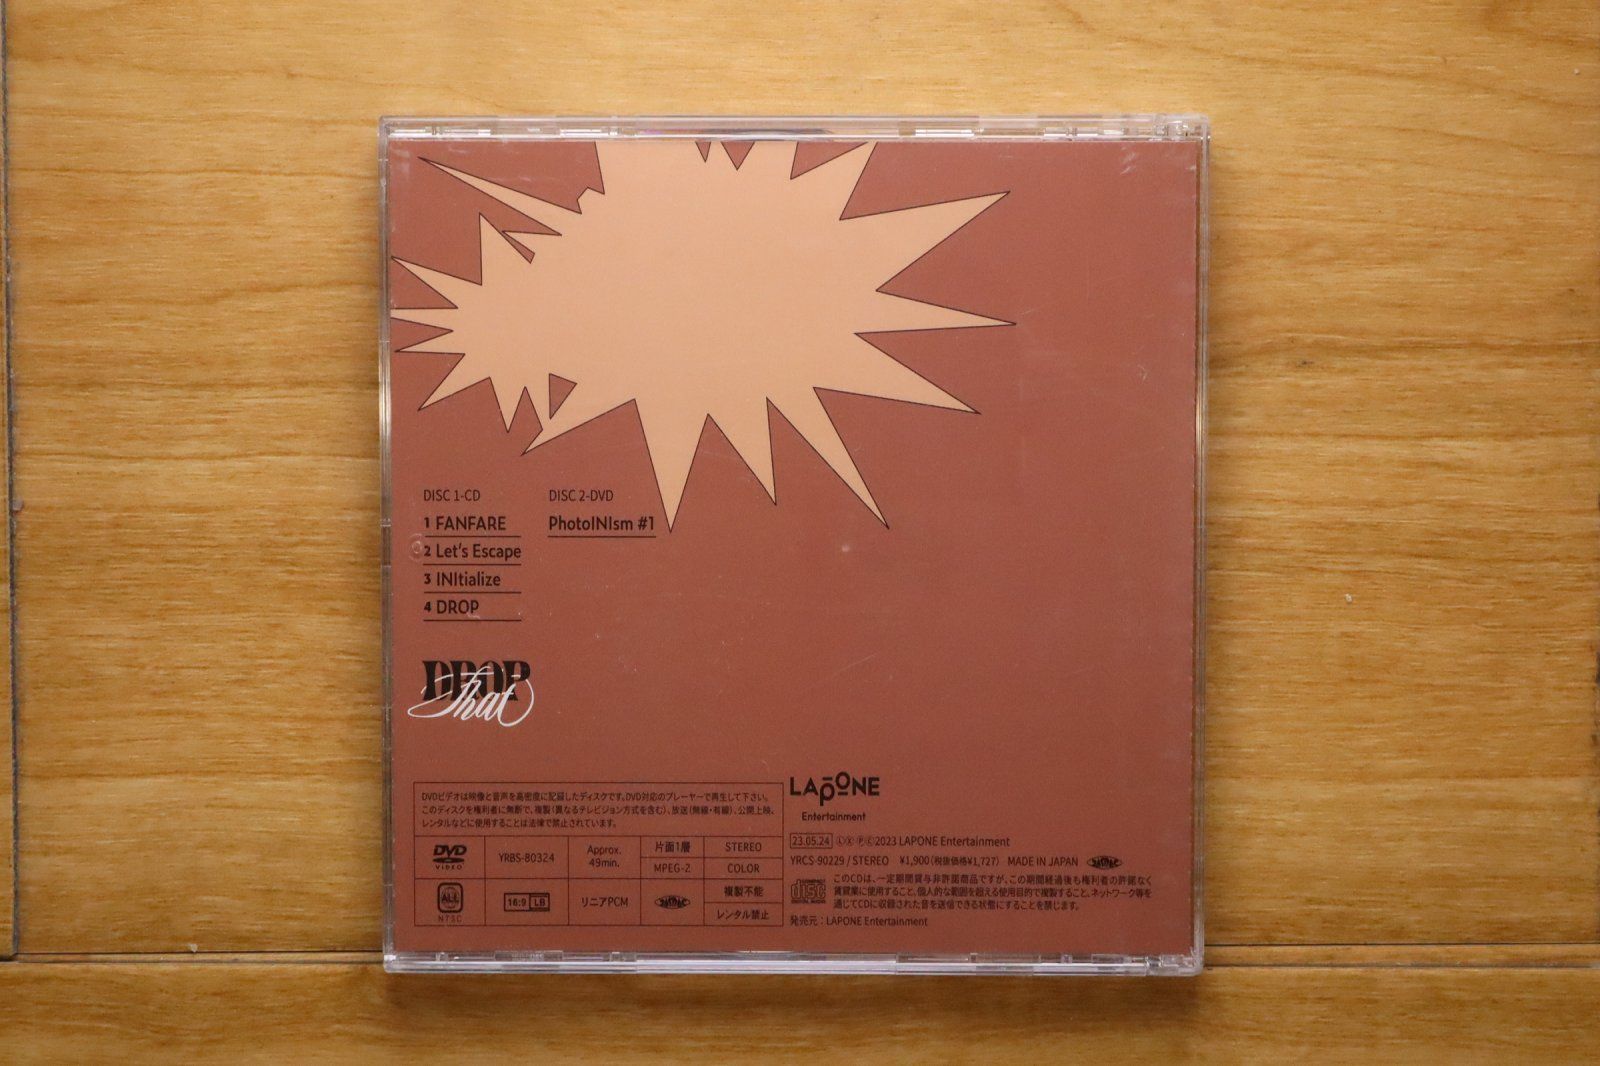 DISC 1-CD
1 FANFARE
2 Let's Escape
3 INItialize
4 DROP
DISC 2-DVD
PhotoINIsm #1
DROP
That
DVDビデオは映像と音声を高密度に記録したディスクです。DVD対応のプレーヤーで再生して下さい。
このディスクを権利者に無断で、複製(異なるテレビジョン方式を含む)、放送(無線・有線)、公開上映、
レンタルなどに使用することは法律で禁止されています。
DVD VIDEO
YRBS-80324
Approx. 49min.
片面1層
MPEG-2
STEREO
COLOR
ALL
NTSC
16:9 LB
リニアPCM
複製不能
レンタル禁止
LAPONE
Entertainment
23.05.24 Ⓛ Ⓧ Ⓟ Ⓒ 2023 LAPONE Entertainment
YRCS-90229 / STEREO ¥1,900(税抜価格¥1,727) MADE IN JAPAN
COMPACT disc DIGITAL AUDIO
このCDは、一定期間貸与非許諾商品ですが、この期間経過後も権利者の許諾なく
賃貸業に使用すること、個人的な範囲を超える使用目的で複製すること、ネットワーク等を
通じてCDに収録された音を送信できる状態にすることを禁じます。
発売元:LAPONE Entertainment